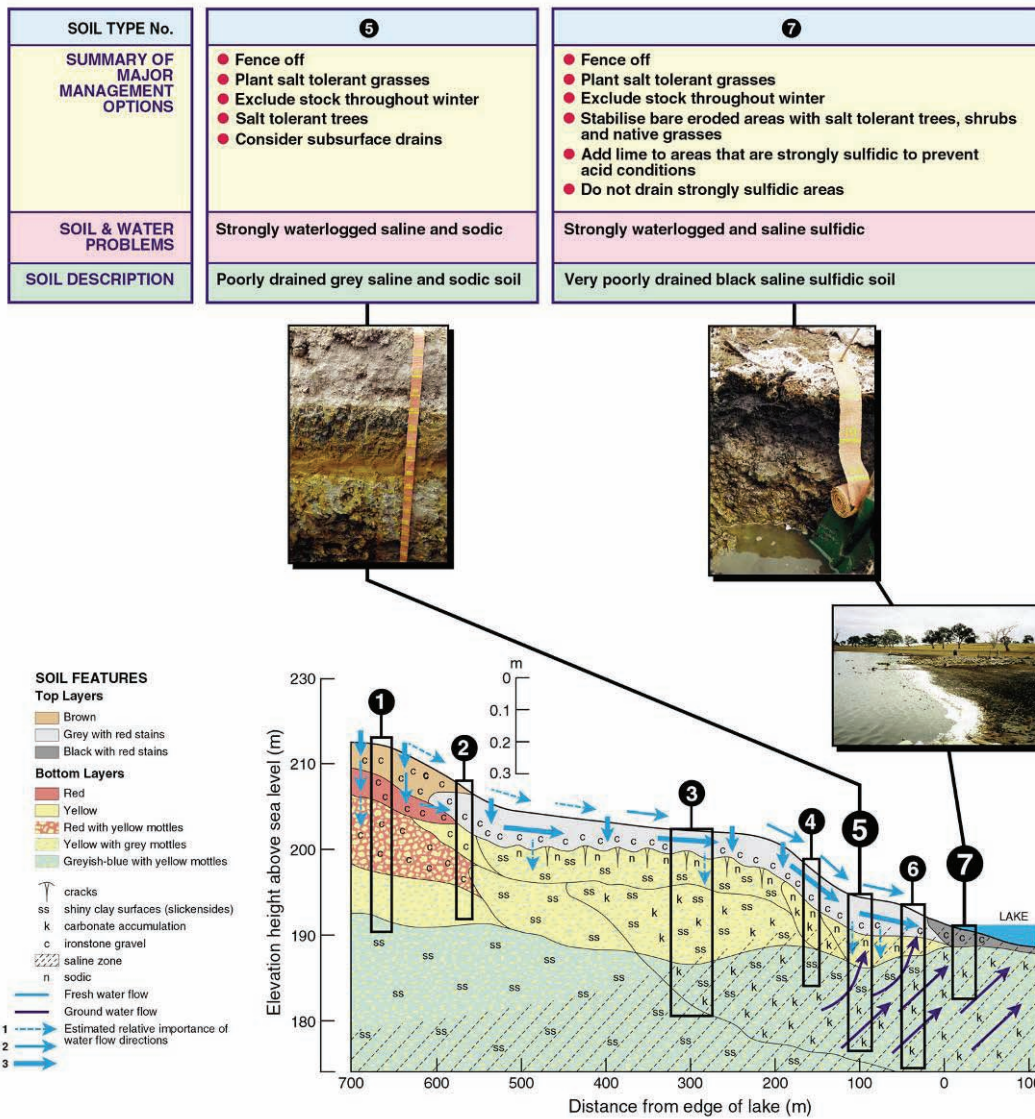 SOIL TYPE No.
5
7
SUMMARY OF
MAJOR
MANAGEMENT
OPTIONS
Fence off
Plant salt tolerant grasses
Exclude stock throughout winter
Salt tolerant trees
Consider subsurface drains
Fence off
Plant salt tolerant grasses
Exclude stock throughout winter
Stabilise bare eroded areas with salt tolerant trees, shrubs
and native grasses
Add lime to areas that are strongly sulfidic to prevent
acid conditions
Do not drain strongly sulfidic areas
SOIL & WATER
PROBLEMS
Strongly waterlogged saline and sodic
Strongly waterlogged and saline sulfidic
SOIL DESCRIPTION
Poorly drained grey saline and sodic soil
Very poorly drained black saline sulfidic soil
SOIL FEATURES
Top Layers
Brown
Grey with red stains
Black with red stains
Bottom Layers
Red
Yellow
Red with yellow mottles
Yellow with grey mottles
Greyish-blue with yellow mottles
cracks
ss shiny clay surfaces (slickensides)
k carbonate accumulation
c ironstone gravel
saline zone
n sodic
Fresh water flow
Ground water flow
1 Estimated relative importance of
2 water flow directions
3
Elevation height above sea level (m)
230
210
200
190
180
m
0
0.1
0.2
0.3
1
2
3
4
5
6
7
LAKE
700 600 500 400 300 200 100 0 100
Distance from edge of lake (m)